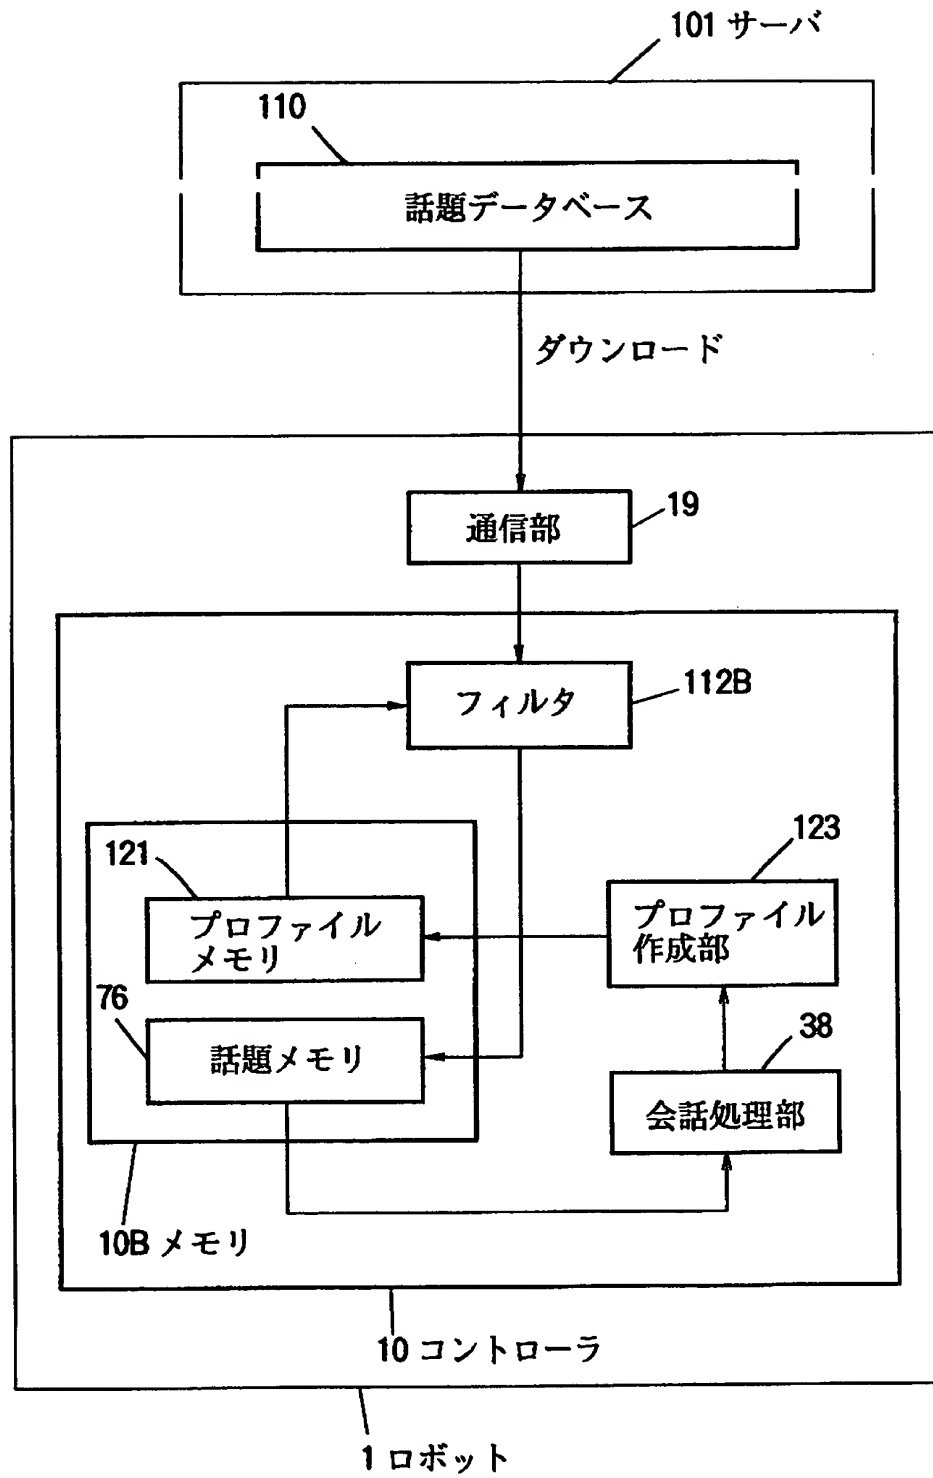 101 サーバ
110
話題データベース
ダウンロード
通信部
19
フィルタ
112B
121
123
プロファイル
メモリ
プロファイル
作成部
76
38
話題メモリ
会話処理部
10B メモリ
10 コントローラ
1 ロボット